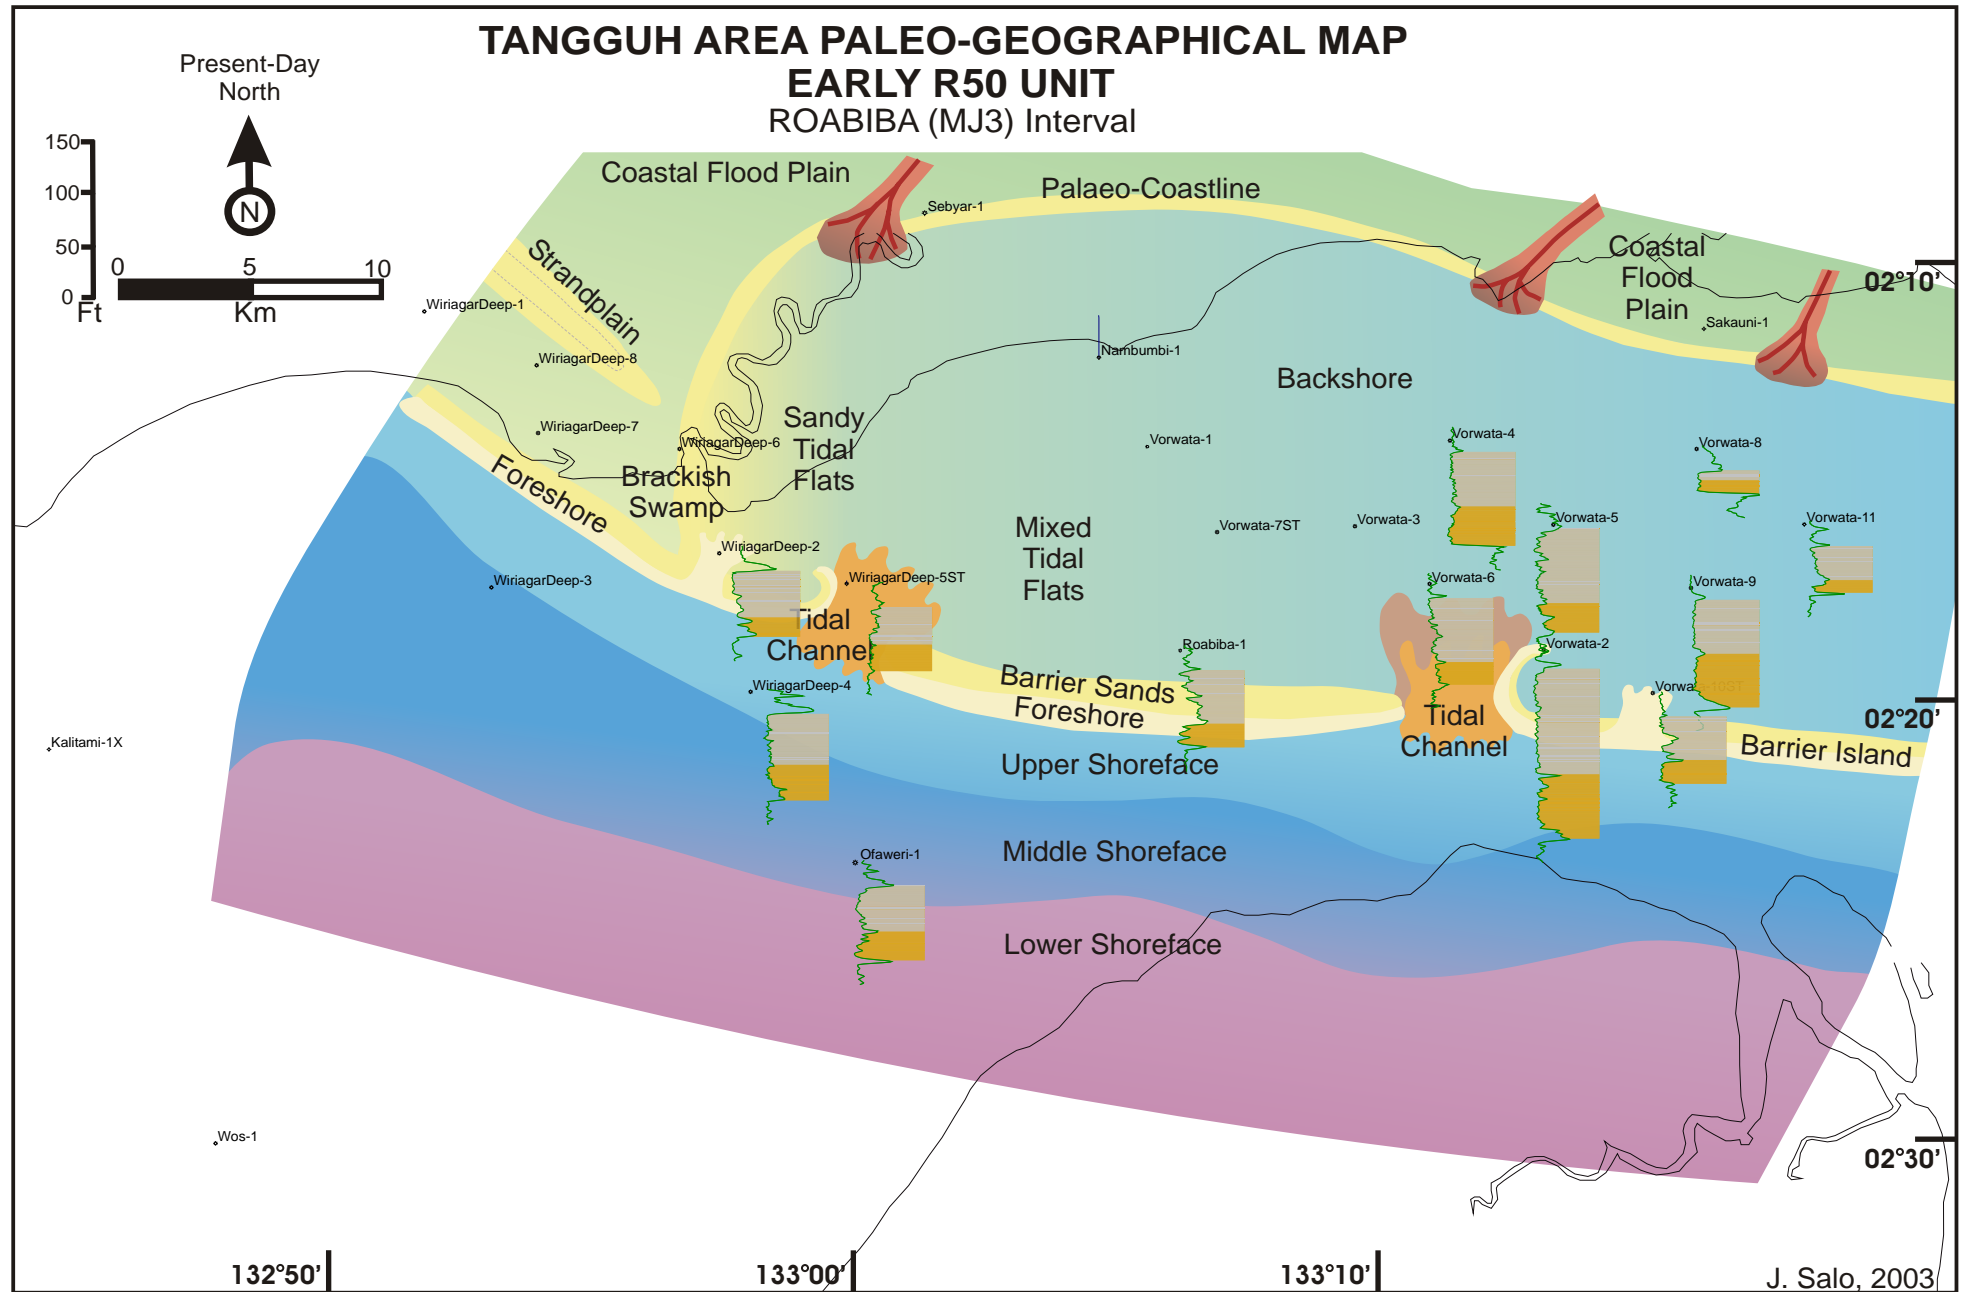 TANGGUH AREA PALEO-GEOGRAPHICAL MAP
EARLY R50 UNIT
ROABIBA (MJ3) Interval
Present-Day
North
N
150
100
50
0
Ft
0 5 10
Km
Coastal Flood Plain
Palaeo-Coastline
Sebyar-1
Strandplain
Coastal
Flood
Plain
02°10'
WiriagarDeep-1
Sakauni-1
WiriagarDeep-8
Nambumbi-1
Backshore
WiriagarDeep-7
WiriagarDeep-6
Sandy
Tidal
Flats
Vorwata-1
Vorwata-4
Vorwata-8
Foreshore
Brackish
Swamp
Mixed
Tidal
Flats
Vorwata-7ST
Vorwata-3
Vorwata-5
Vorwata-11
WiriagarDeep-2
WiriagarDeep-3
WiriagarDeep-5ST
Vorwata-6
Vorwata-9
Tidal
Channel
Roabiba-1
Vorwata-2
WiriagarDeep-4
Barrier Sands
Foreshore
Tidal
Channel
02°20'
Kalitami-1X
Barrier Island
Upper Shoreface
Middle Shoreface
Ofaweri-1
Lower Shoreface
Wos-1
02°30'
132°50'
133°00'
133°10'
J. Salo, 2003